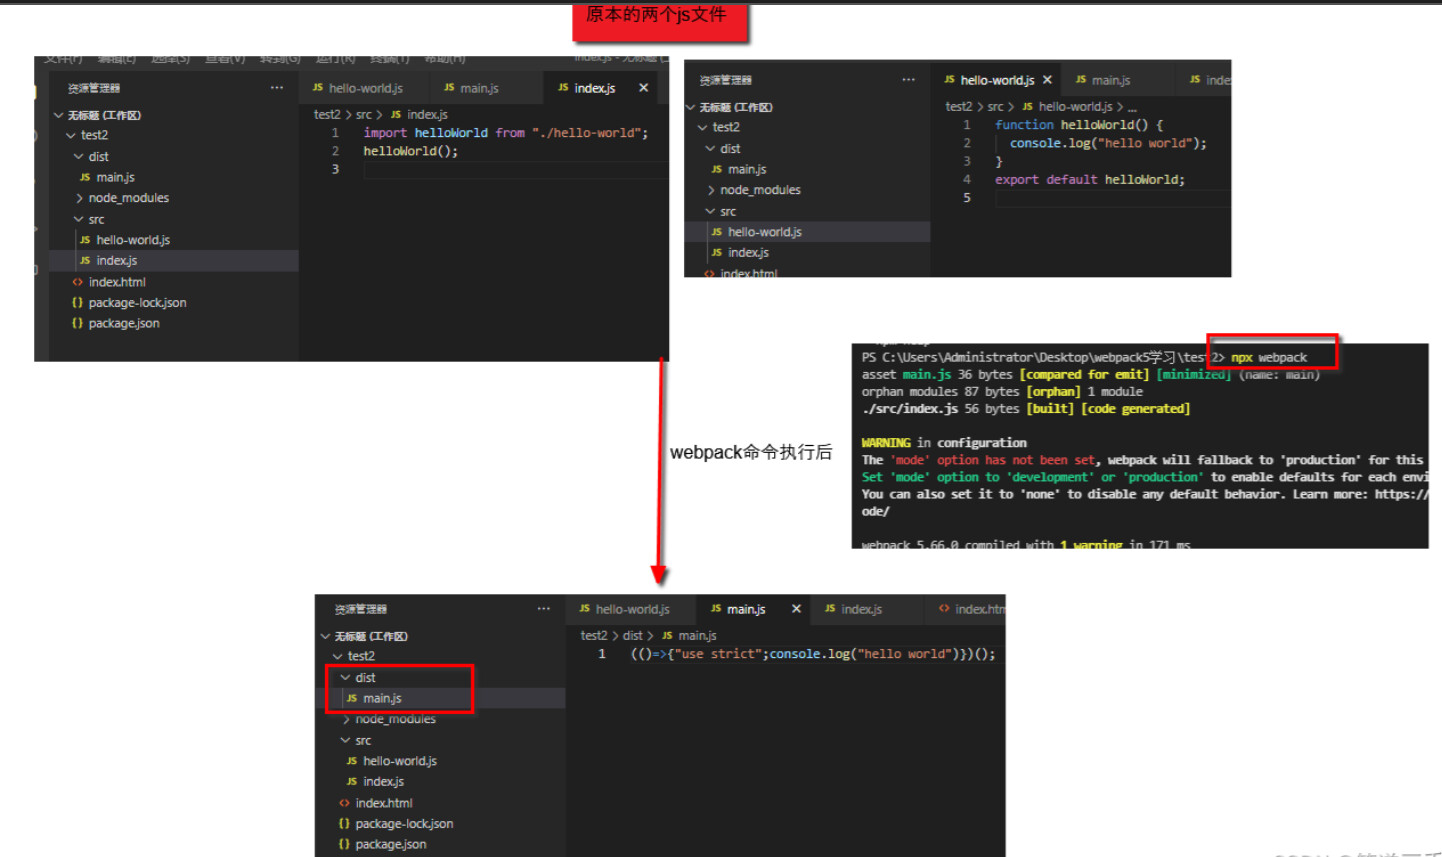 原本的两个js文件
文件(F) 编辑(E) 选择(S) 查看(V) 转到(G) 运行(R) 终端(T) 帮助(H) index.js - 无标题
资源管理器 ···
JS hello-world.js JS main.js JS index.js ×
无标题 (工作区)
test2
dist
JS main.js
node_modules
src
JS hello-world.js
JS index.js
index.html
{} package-lock.json
{} package.json
test2 > src > JS index.js
1 import helloWorld from "./hello-world";
2 helloWorld();
3
资源管理器 ···
JS hello-world.js × JS main.js JS inde
无标题 (工作区)
test2
dist
JS main.js
node_modules
src
JS hello-world.js
JS index.js
index.html
test2 > src > JS hello-world.js > ...
1 function helloWorld() {
2 console.log("hello world");
3 }
4 export default helloWorld;
5
PS C:\Users\Administrator\Desktop\webpack5学习\test2> npx webpack
asset main.js 36 bytes [compared for emit] [minimized] (name: main)
orphan modules 87 bytes [orphan] 1 module
./src/index.js 56 bytes [built] [code generated]
WARNING in configuration
The 'mode' option has not been set, webpack will fallback to 'production' for this
Set 'mode' option to 'development' or 'production' to enable defaults for each envi
You can also set it to 'none' to disable any default behavior. Learn more: https://
ode/
webpack 5.66.0 compiled with 1 warning in 171 ms
webpack命令执行后
资源管理器 ···
JS hello-world.js JS main.js × JS index.js <> index.htm
无标题 (工作区)
test2
dist
JS main.js
node_modules
src
JS hello-world.js
JS index.js
<> index.html
{} package-lock.json
{} package.json
test2 > dist > JS main.js
1 (()=>{"use strict";console.log("hello world")})();